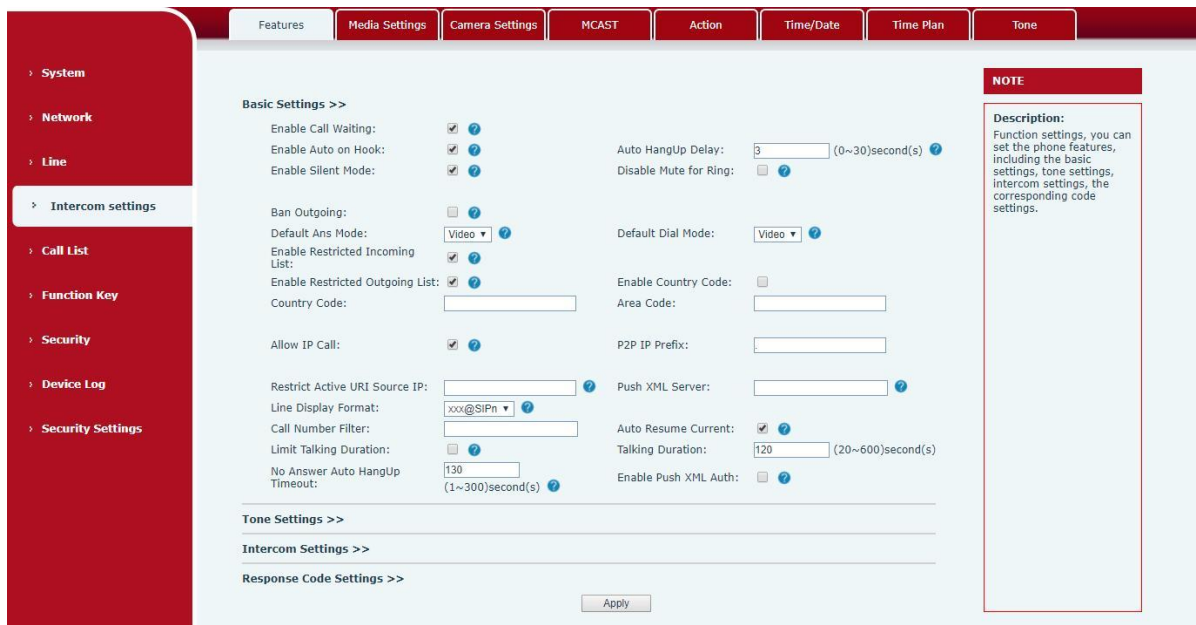 Features
Media Settings
Camera Settings
MCAST
Action
Time/Date
Time Plan
Tone
› System
› Network
› Line
› Intercom settings
› Call List
› Function Key
› Security
› Device Log
› Security Settings
Basic Settings >>
Enable Call Waiting: ?
Enable Auto on Hook: ? Auto HangUp Delay: 3 (0~30)second(s) ?
Enable Silent Mode: ? Disable Mute for Ring: ?
Ban Outgoing: ?
Default Ans Mode: Video ? Default Dial Mode: Video ?
Enable Restricted Incoming
List: ?
Enable Restricted Outgoing List: ? Enable Country Code:
Country Code: Area Code:
Allow IP Call: ? P2P IP Prefix: .
Restrict Active URI Source IP: ? Push XML Server: ?
Line Display Format: xxx@SIPn ?
Call Number Filter: Auto Resume Current: ?
Limit Talking Duration: ? Talking Duration: 120 (20~600)second(s)
No Answer Auto HangUp
Timeout: 130
(1~300)second(s) ? Enable Push XML Auth: ?
Tone Settings >>
Intercom Settings >>
Response Code Settings >>
Apply
NOTE
Description:
Function settings, you can
set the phone features,
including the basic
settings, tone settings,
intercom settings, the
corresponding code
settings.